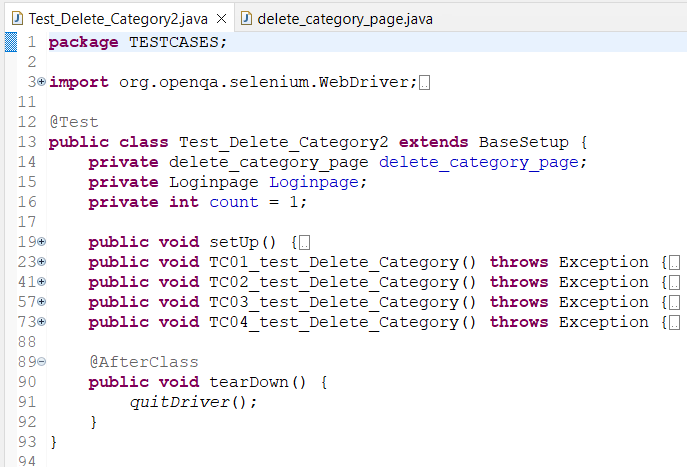 Test_Delete_Category2.java delete_category_page.java
1 package TESTCASES;
2
3 import org.openqa.selenium.WebDriver;
11
12 @Test
13 public class Test_Delete_Category2 extends BaseSetup {
14 private delete_category_page delete_category_page;
15 private Loginpage Loginpage;
16 private int count = 1;
17
19 public void setUp() {
23 public void TC01_test_Delete_Category() throws Exception {
41 public void TC02_test_Delete_Category() throws Exception {
57 public void TC03_test_Delete_Category() throws Exception {
73 public void TC04_test_Delete_Category() throws Exception {
88
89 @AfterClass
90 public void tearDown() {
91 quitDriver();
92 }
93 }
94